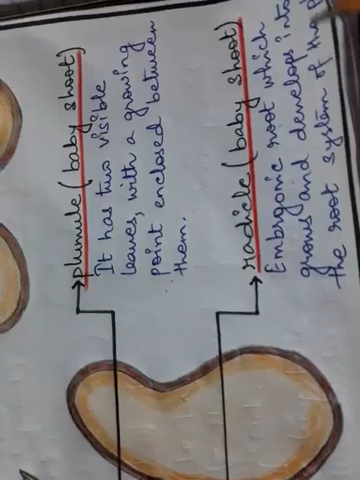 plumule (baby shoot)
It has two visible
leaves, with a growing
point enclosed between
them.
radicle (baby shoot)
Embryonic root which
grows and develops into
the root system of the